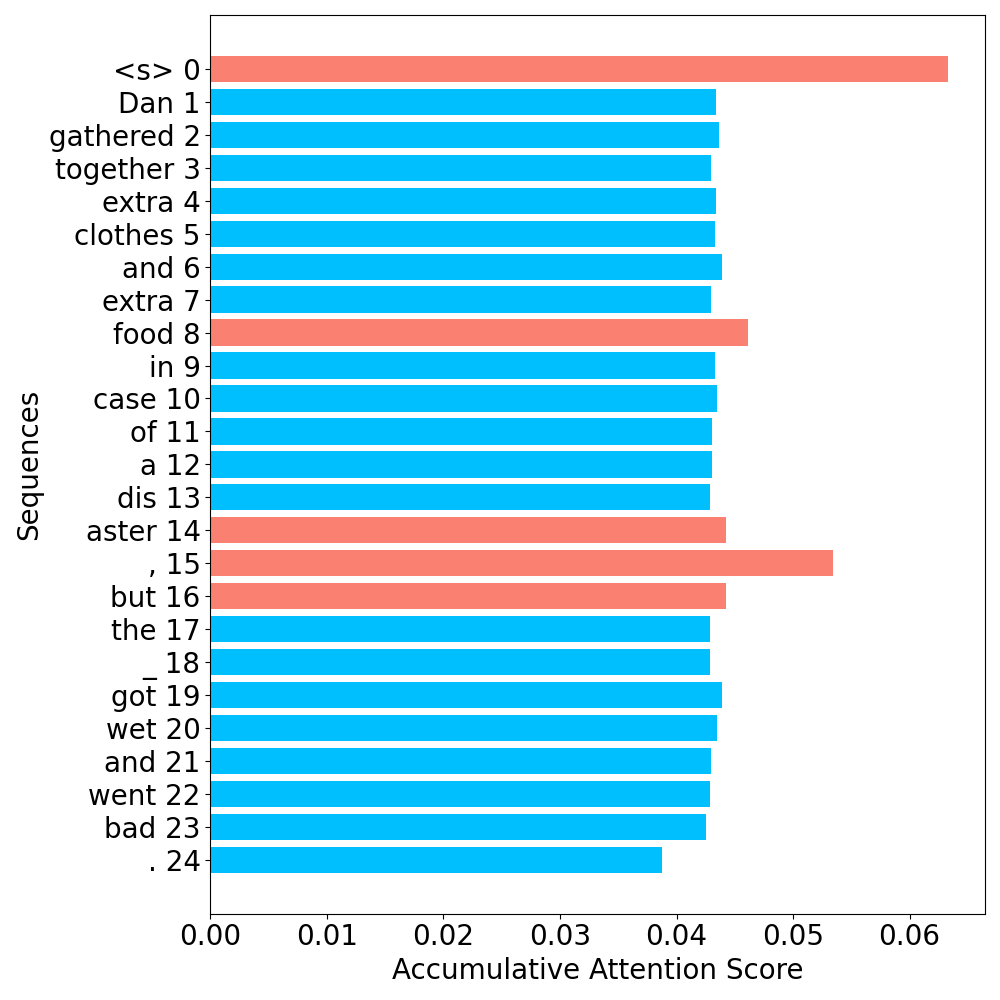 <s> 0
Dan 1
gathered 2
together 3
extra 4
clothes 5
and 6
extra 7
food 8
in 9
case 10
of 11
a 12
dis 13
aster 14
, 15
but 16
the 17
_ 18
got 19
wet 20
and 21
went 22
bad 23
. 24
Sequences
0.00 0.01 0.02 0.03 0.04 0.05 0.06
Accumulative Attention Score